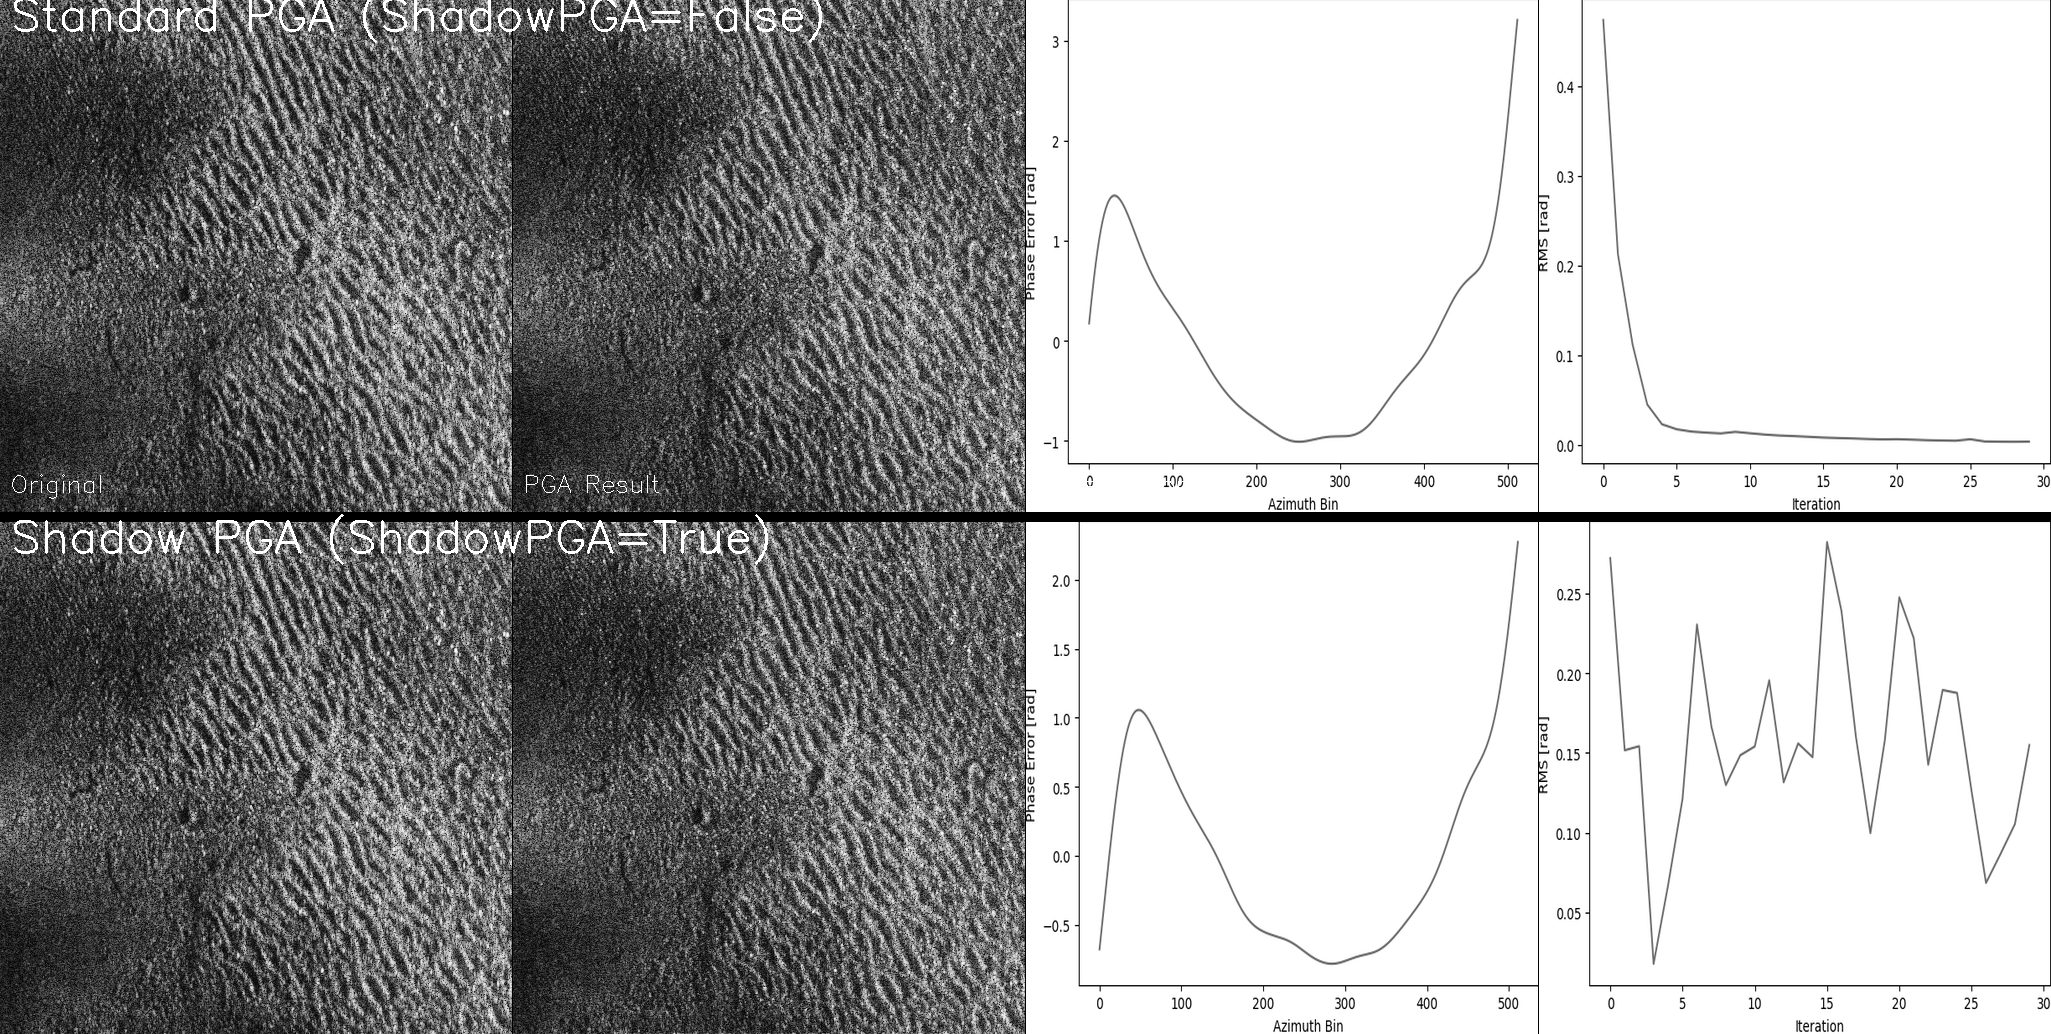 Standard PGA (ShadowPGA=False)
Original
PGA Result
Phase Error [rad]
3
2
1
0
−1
0 100 200 300 400 500
Azimuth Bin
RMS [rad]
0.4
0.3
0.2
0.1
0.0
0 5 10 15 20 25 30
Iteration
Shadow PGA (ShadowPGA=True)
Phase Error [rad]
2.0
1.5
1.0
0.5
0.0
−0.5
0 100 200 300 400 500
Azimuth Bin
RMS [rad]
0.25
0.20
0.15
0.10
0.05
0 5 10 15 20 25 30
Iteration